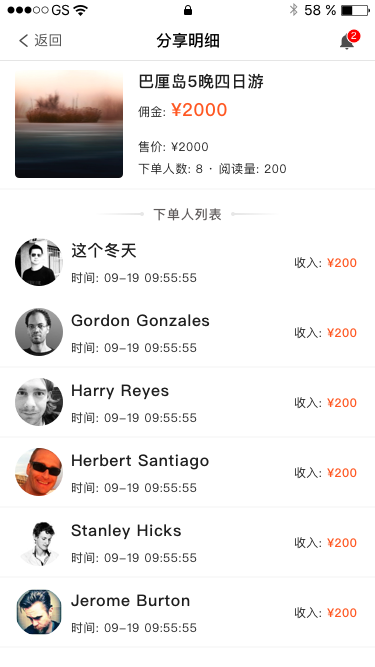 GS 58 %
返回 分享明细 2
巴厘岛5晚四日游
佣金: ¥2000
售价: ¥2000
下单人数: 8 · 阅读量: 200
下单人列表
这个冬天
时间: 09-19 09:55:55
收入: ¥200
Gordon Gonzales
时间: 09-19 09:55:55
收入: ¥200
Harry Reyes
时间: 09-19 09:55:55
收入: ¥200
Herbert Santiago
时间: 09-19 09:55:55
收入: ¥200
Stanley Hicks
时间: 09-19 09:55:55
收入: ¥200
Jerome Burton
时间: 09-19 09:55:55
收入: ¥200